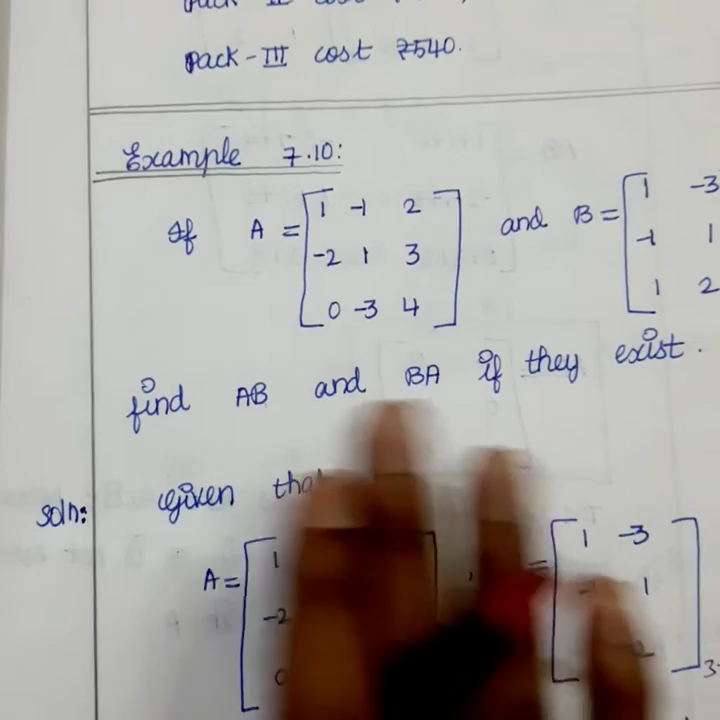 pack-III cost ₹540.
Example 7.10:
If A = [1 -1 2 and B = [1 -3
-2 1 3 -1 1
0 -3 4] 1 2
find AB and BA if they exist.
soln: given
A = [1 = [1 -3
-2 1
0 ]3